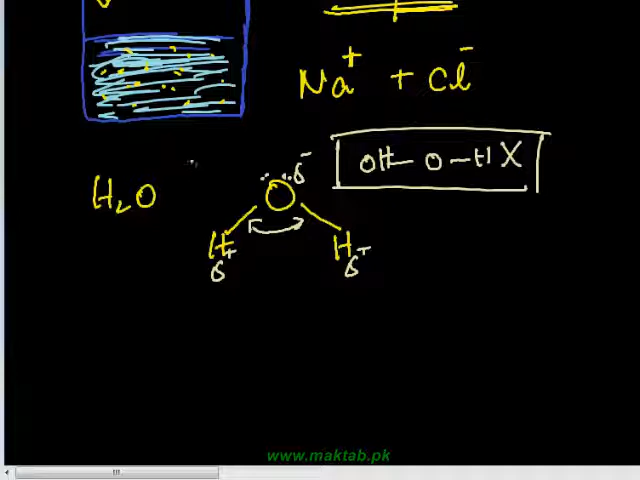 Na⁺ + Cl⁻
OH—O—H X
H₂O
O δ⁻
H δ⁺ H δ⁺
www.maktab.pk